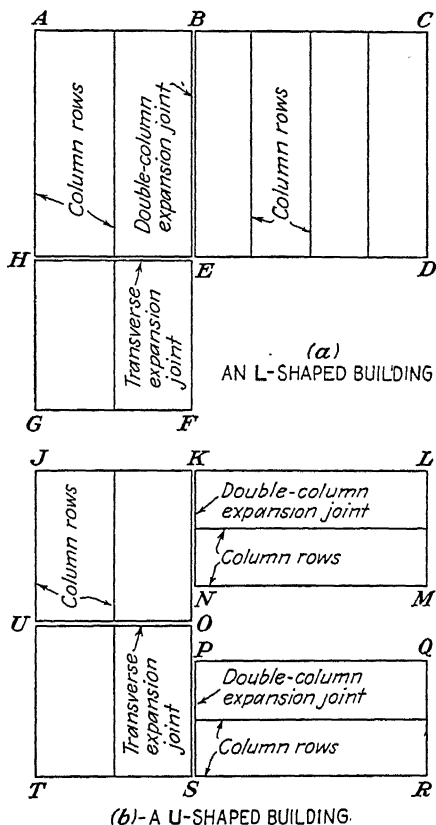 A
B
C
Column rows
Double-column
expansion joint
Column rows
H
E
D
Transverse
expansion
joint
(a)
AN L-SHAPED BUILDING
G
F
J
K
L
Column rows
Double-column
expansion joint
Column rows
N
M
U
O
P
Q
Transverse
expansion
joint
Double-column
expansion joint
Column rows
T
S
R
(b)-A U-SHAPED BUILDING